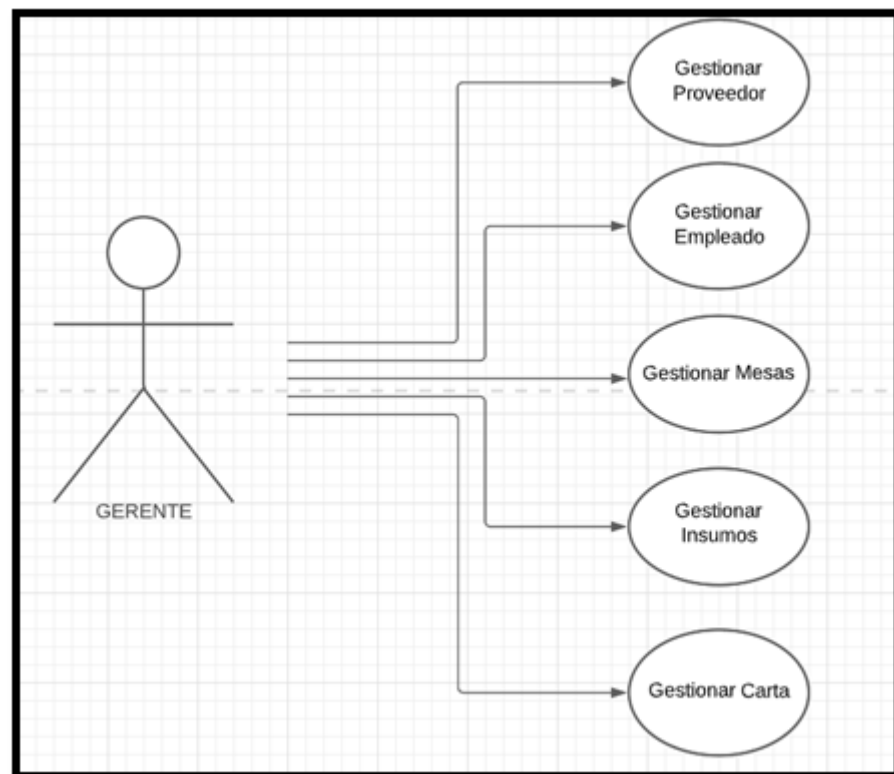 Gestionar
Proveedor
Gestionar
Empleado
Gestionar Mesas
GERENTE
Gestionar
Insumos
Gestionar Carta